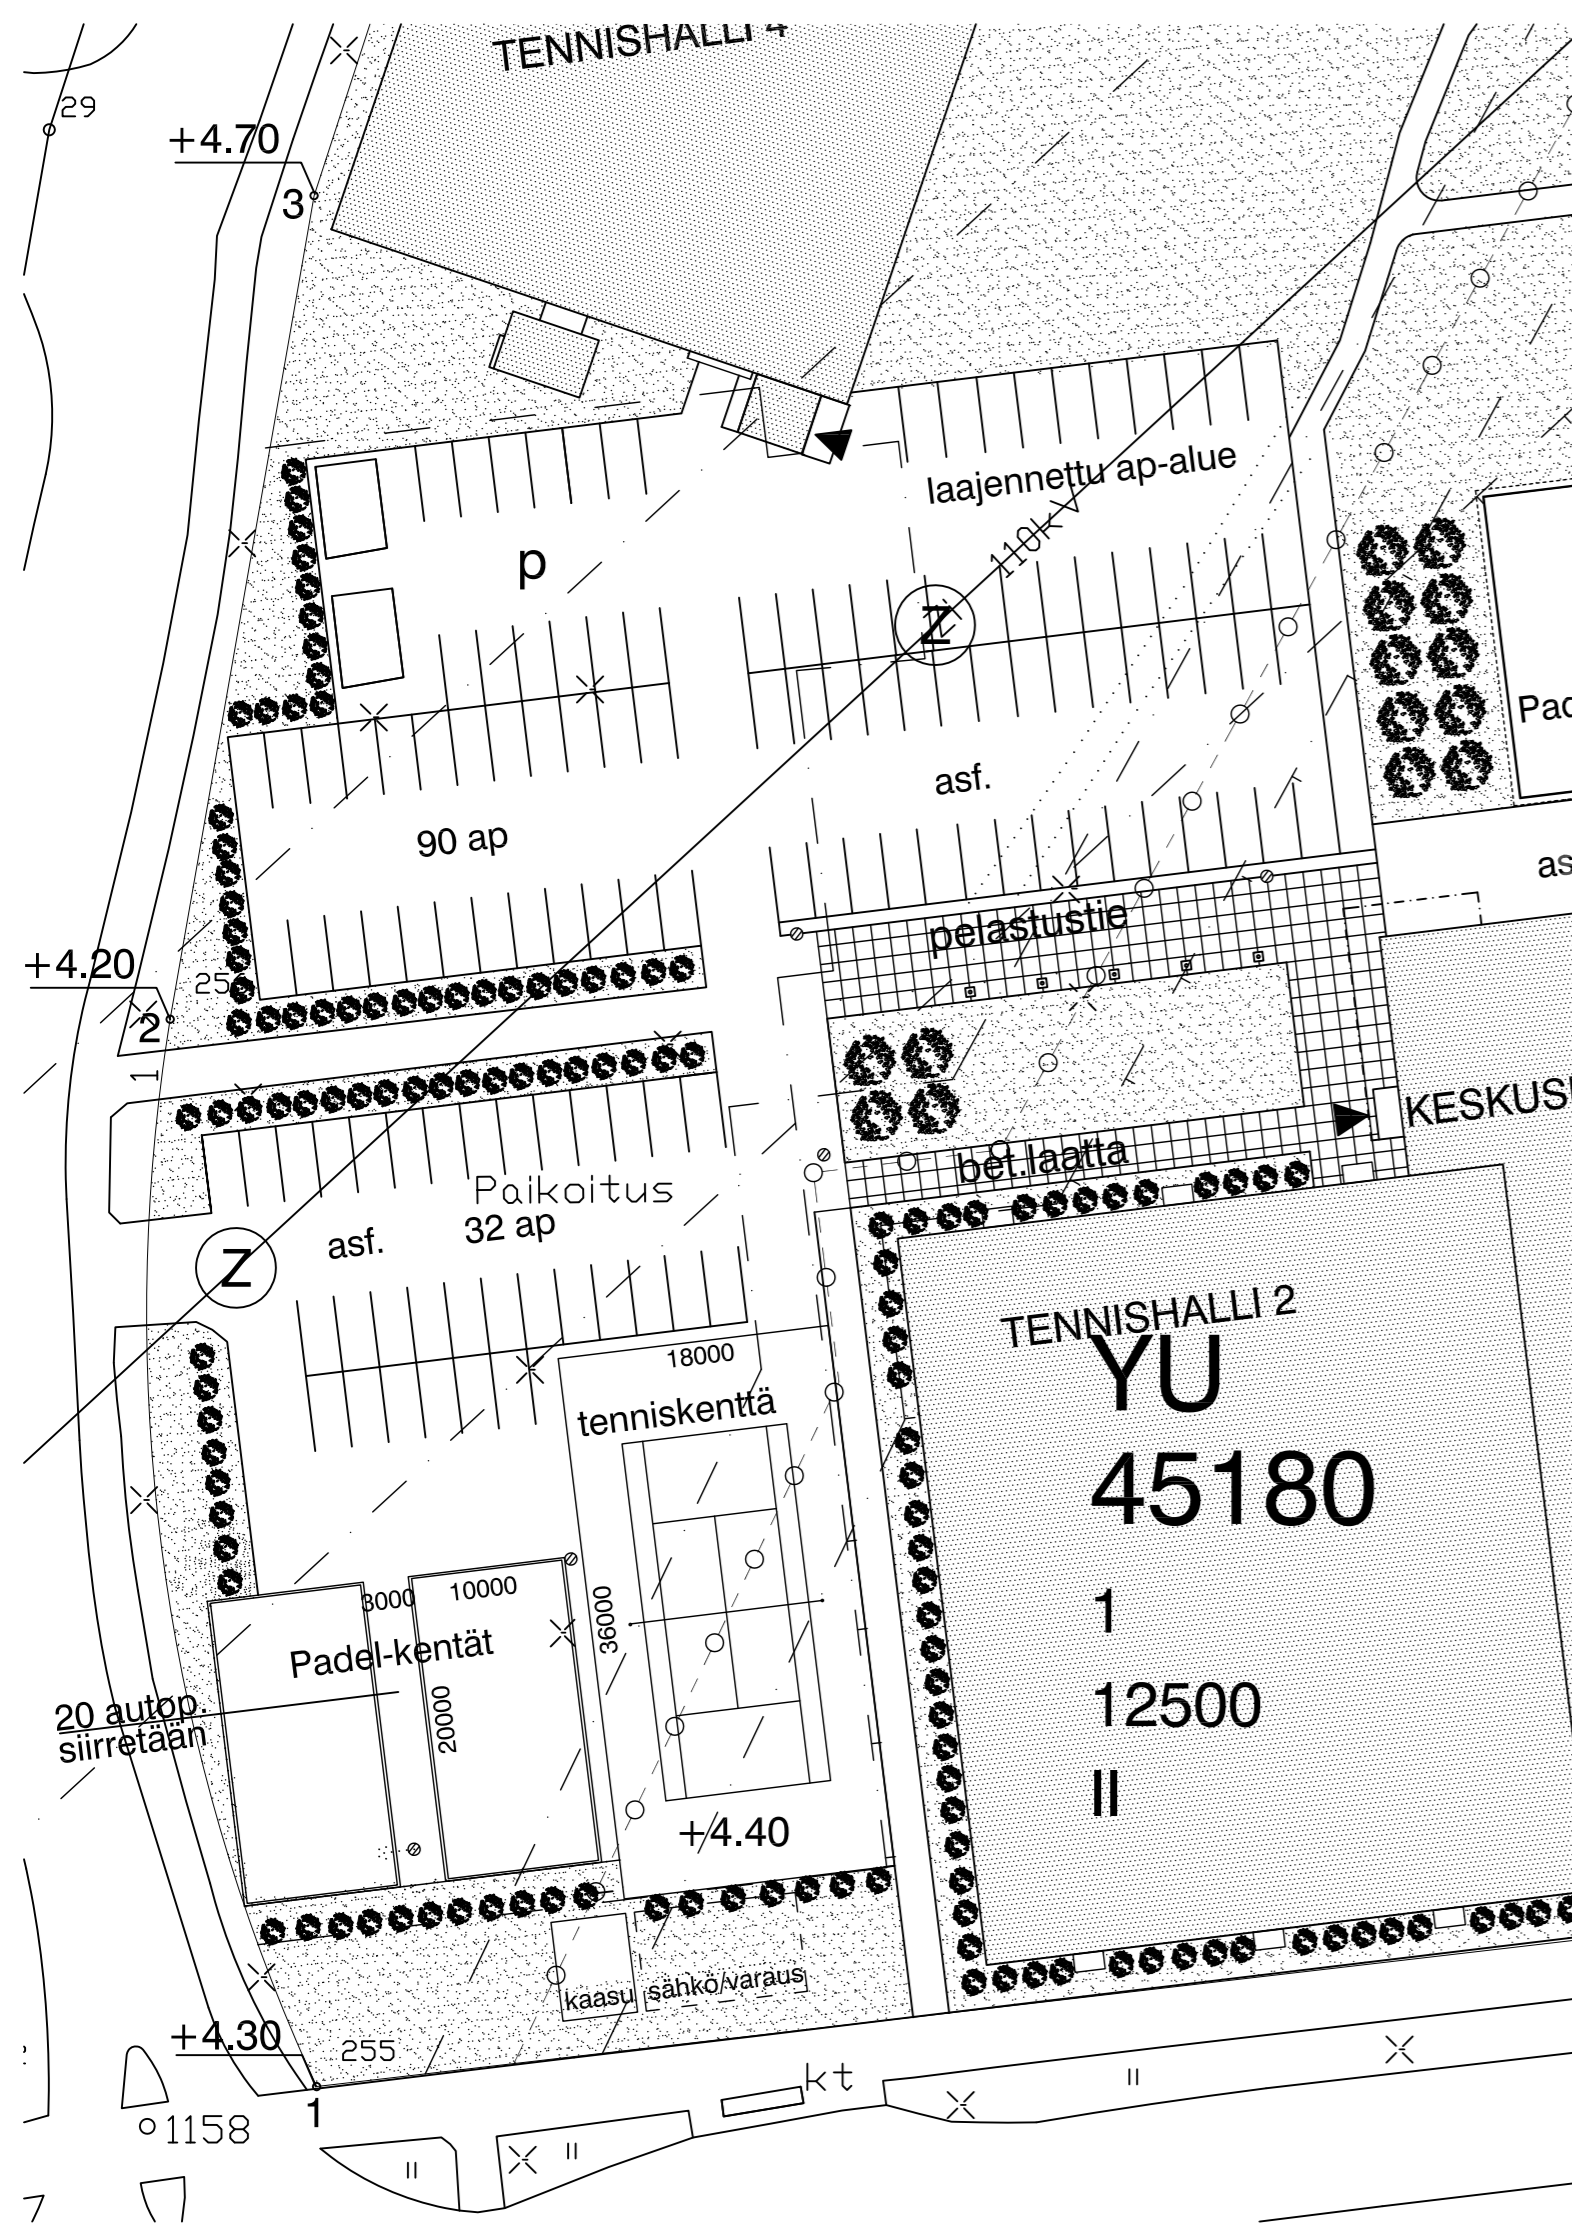 TENNISHALLI 4
29
+4.70
3
laajennettu ap-alue
110kV
p
Z
asf.
90 ap
pelastustie
+4.20
25
2
1
KESKUS
bet.laatta
Paikoitus
32 ap
asf.
Z
TENNISHALLI 2
YU
45180
1
12500
II
18000
tenniskenttä
36000
3000
10000
Padel-kentät
20000
20 autop.
siirretään
+4.40
kaasu
sähkö/varaus
+4.30
255
1
kt
1158
II
II
II